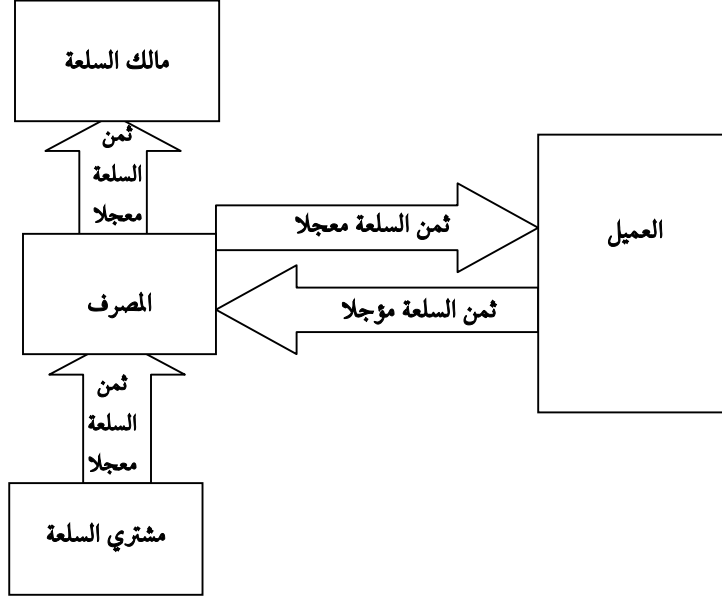 مالك السلعة
ثمن
السلعة
معجلا
ثمن السلعة معجلا
العميل
المصرف
ثمن السلعة مؤجلا
ثمن
السلعة
معجلا
مشتري السلعة